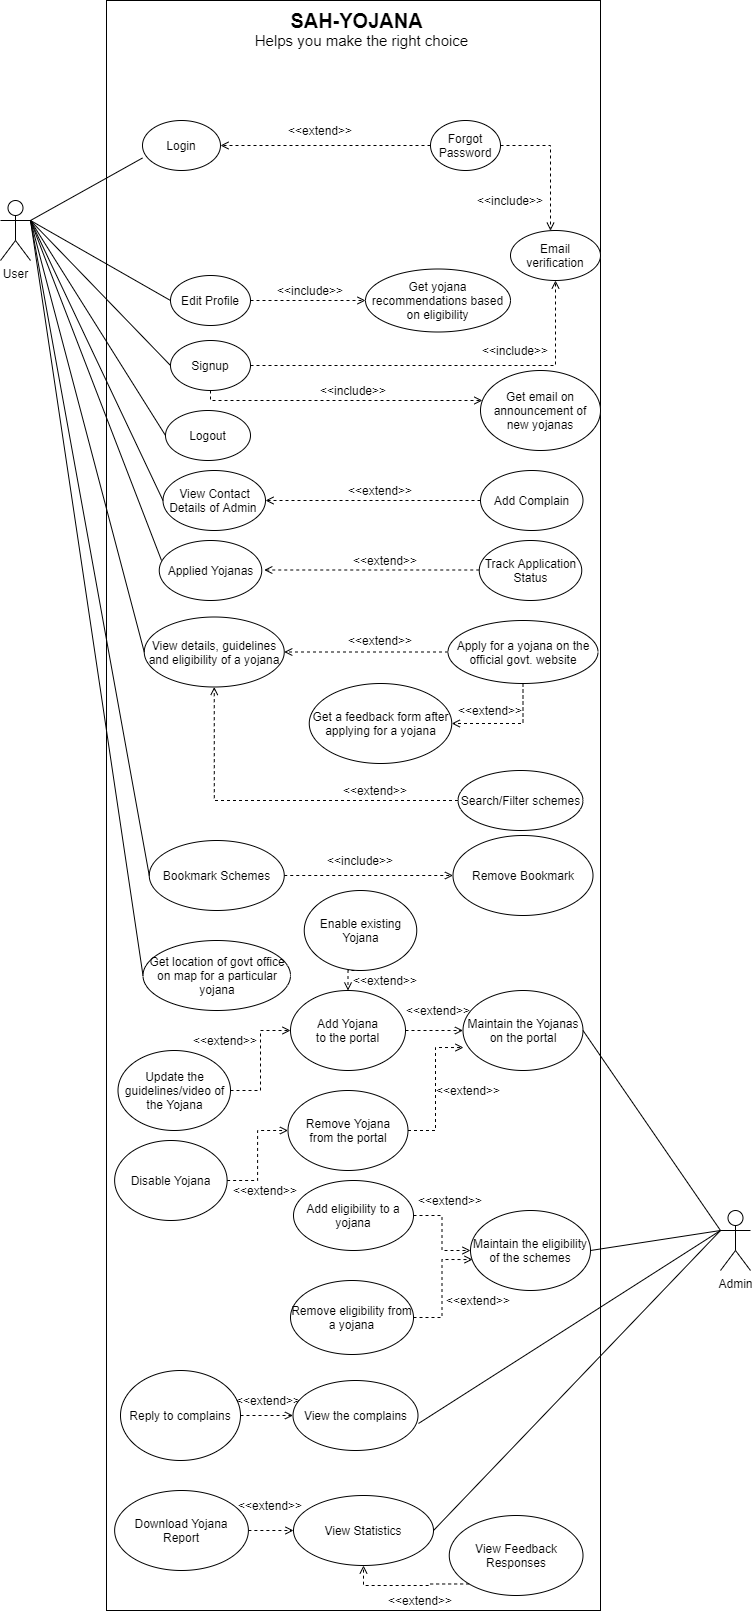 SAH-YOJANA
Helps you make the right choice
Login
<<extend>>
Forgot
Password
<<include>>
User
Email
verification
Edit Profile
<<include>>
Get yojana
recommendations based
on eligibility
Signup
<<include>>
<<include>>
Get email on
announcement of
new yojanas
Logout
View Contact
Details of Admin
<<extend>>
Add Complain
Applied Yojanas
<<extend>>
Track Application
Status
View details, guidelines
and eligibility of a yojana
<<extend>>
Apply for a yojana on the
official govt. website
Get a feedback form after
applying for a yojana
<<extend>>
<<extend>>
Search/Filter schemes
Bookmark Schemes
<<include>>
Remove Bookmark
Enable existing
Yojana
Get location of govt office
on map for a particular
yojana
<<extend>>
Add Yojana
to the portal
<<extend>>
Maintain the Yojanas
on the portal
<<extend>>
Update the
guidelines/video of
the Yojana
<<extend>>
Remove Yojana
from the portal
Disable Yojana
<<extend>>
Add eligibility to a
yojana
<<extend>>
Maintain the eligibility
of the schemes
Admin
Remove eligibility from
a yojana
<<extend>>
Reply to complains
<<extend>>
View the complains
Download Yojana
Report
<<extend>>
View Statistics
View Feedback
Responses
<<extend>>